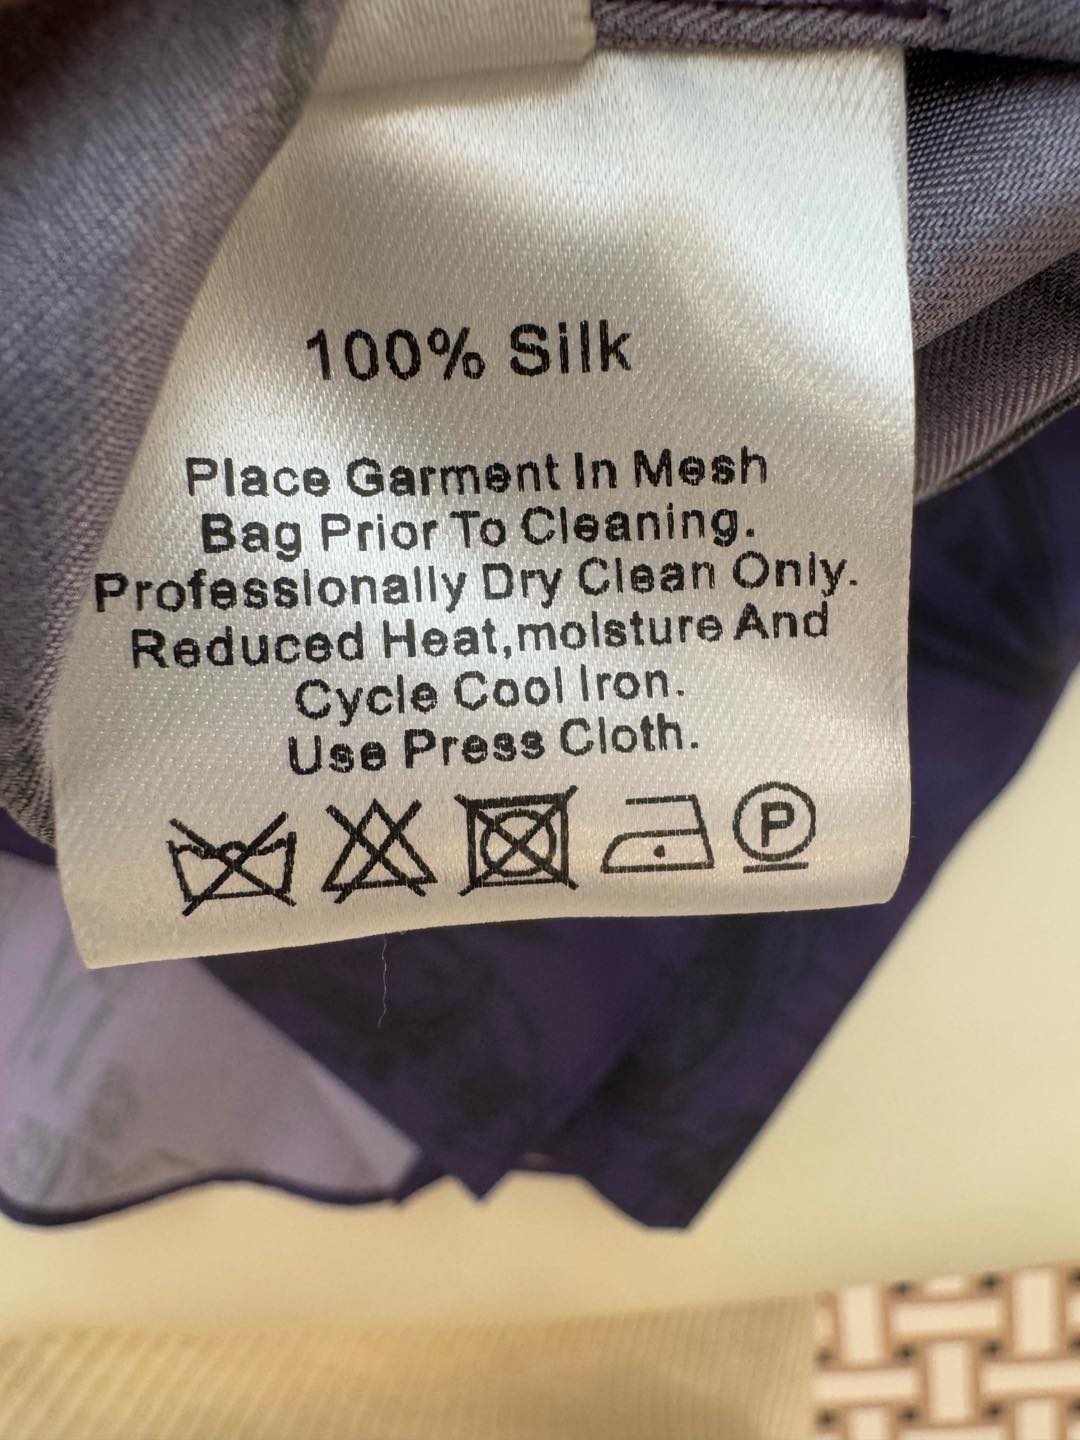 100% Silk
Place Garment In Mesh
Bag Prior To Cleaning.
Professionally Dry Clean Only.
Reduced Heat,moisture And
Cycle Cool Iron.
Use Press Cloth.
P